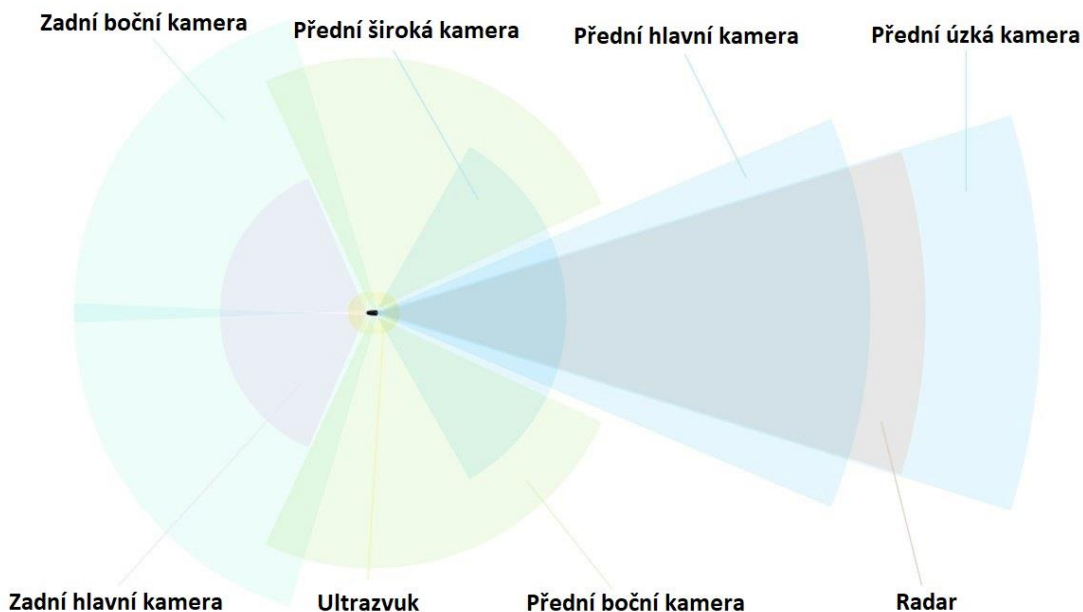 Zadní boční kamera
Přední široká kamera
Přední hlavní kamera
Přední úzká kamera
Zadní hlavní kamera
Ultrazvuk
Přední boční kamera
Radar